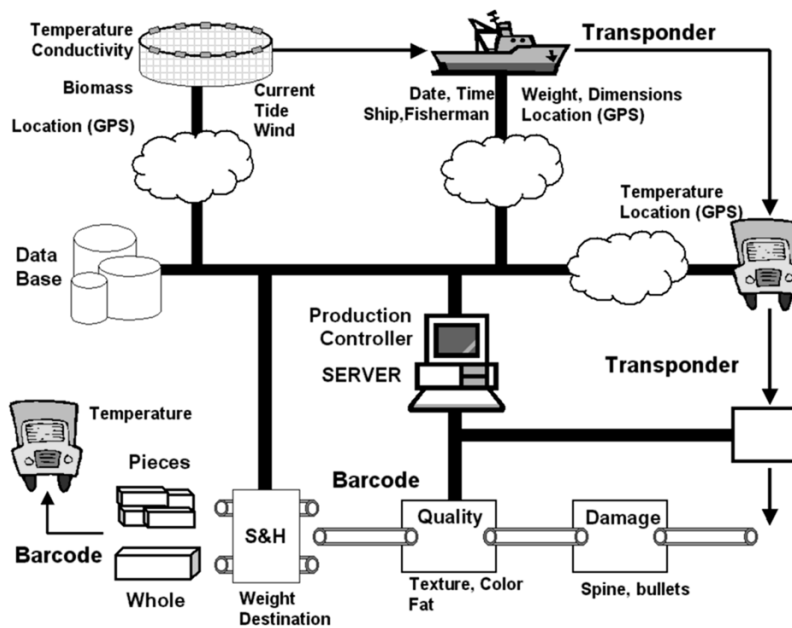 Temperature
Conductivity
Biomass
Location (GPS)
Current
Tide
Wind
Transponder
Date, Time
Ship,Fisherman
Weight, Dimensions
Location (GPS)
Temperature
Location (GPS)
Data
Base
Production
Controller
SERVER
Transponder
Temperature
Pieces
Barcode
Whole
S&H
Weight
Destination
Barcode
Quality
Texture, Color
Fat
Damage
Spine, bullets